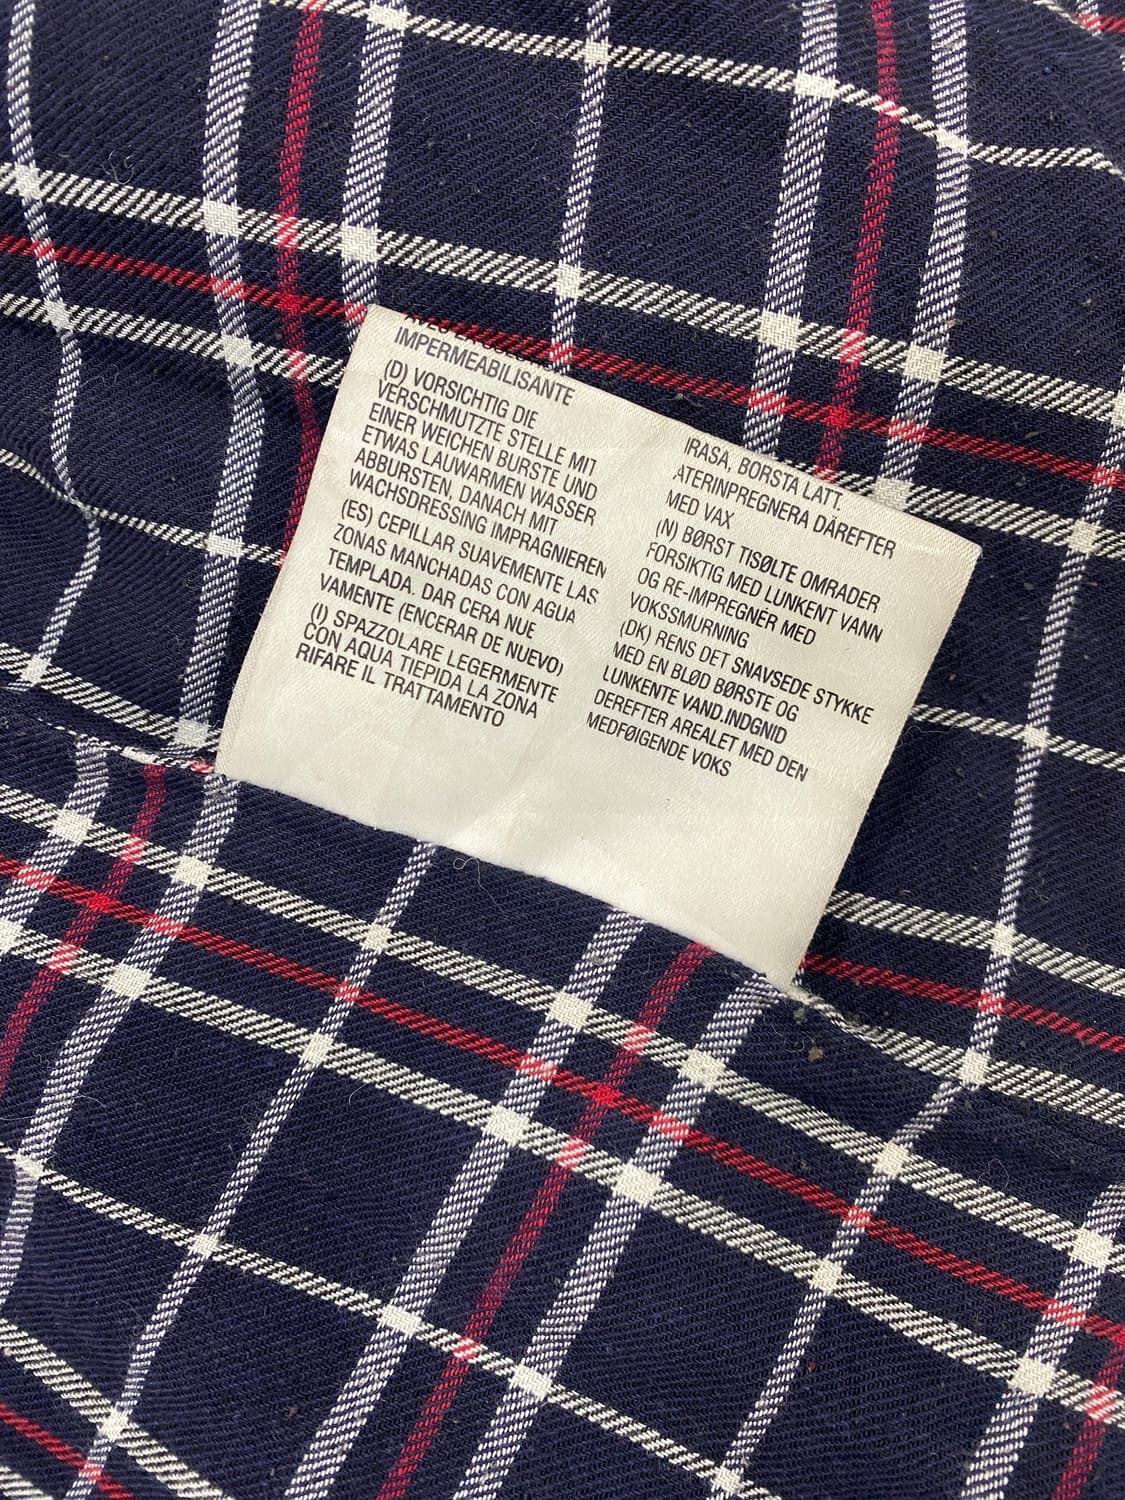 IMPERMEABILISANTE
(D) VORSICHTIG DIE
VERSCHMUTZTE STELLE MIT
EINER WEICHEN BURSTE UND
ETWAS LAUWARMEN WASSER
ABBURSTEN, DANACH MIT
WACHSDRESSING IMPRAGNIEREN
(ES) CEPILLAR SUAVEMENTE LAS
ZONAS MANCHADAS CON AGUA
TEMPLADA. DAR CERA NUE
VAMENTE (ENCERAR DE NUEVO)
(I) SPAZZOLARE LEGERMENTE
CON AQUA TIEPIDA LA ZONA
RIFARE IL TRATTAMENTO
BORSTA LATT.
DÄREFTER
MED VAX
(N) BØRST TISØLTE OMRADER
FORSIKTIG MED LUNKENT VANN
OG RE-IMPREGNÉR MED
VOKSSMURNING
(DK) RENS DET SNAVSEDE STYKKE
MED EN BLØD BØRSTE OG
LUNKENTE VAND.INDGNID
DEREFTER AREALET MED DEN
MEDFØIGENDE VOKS